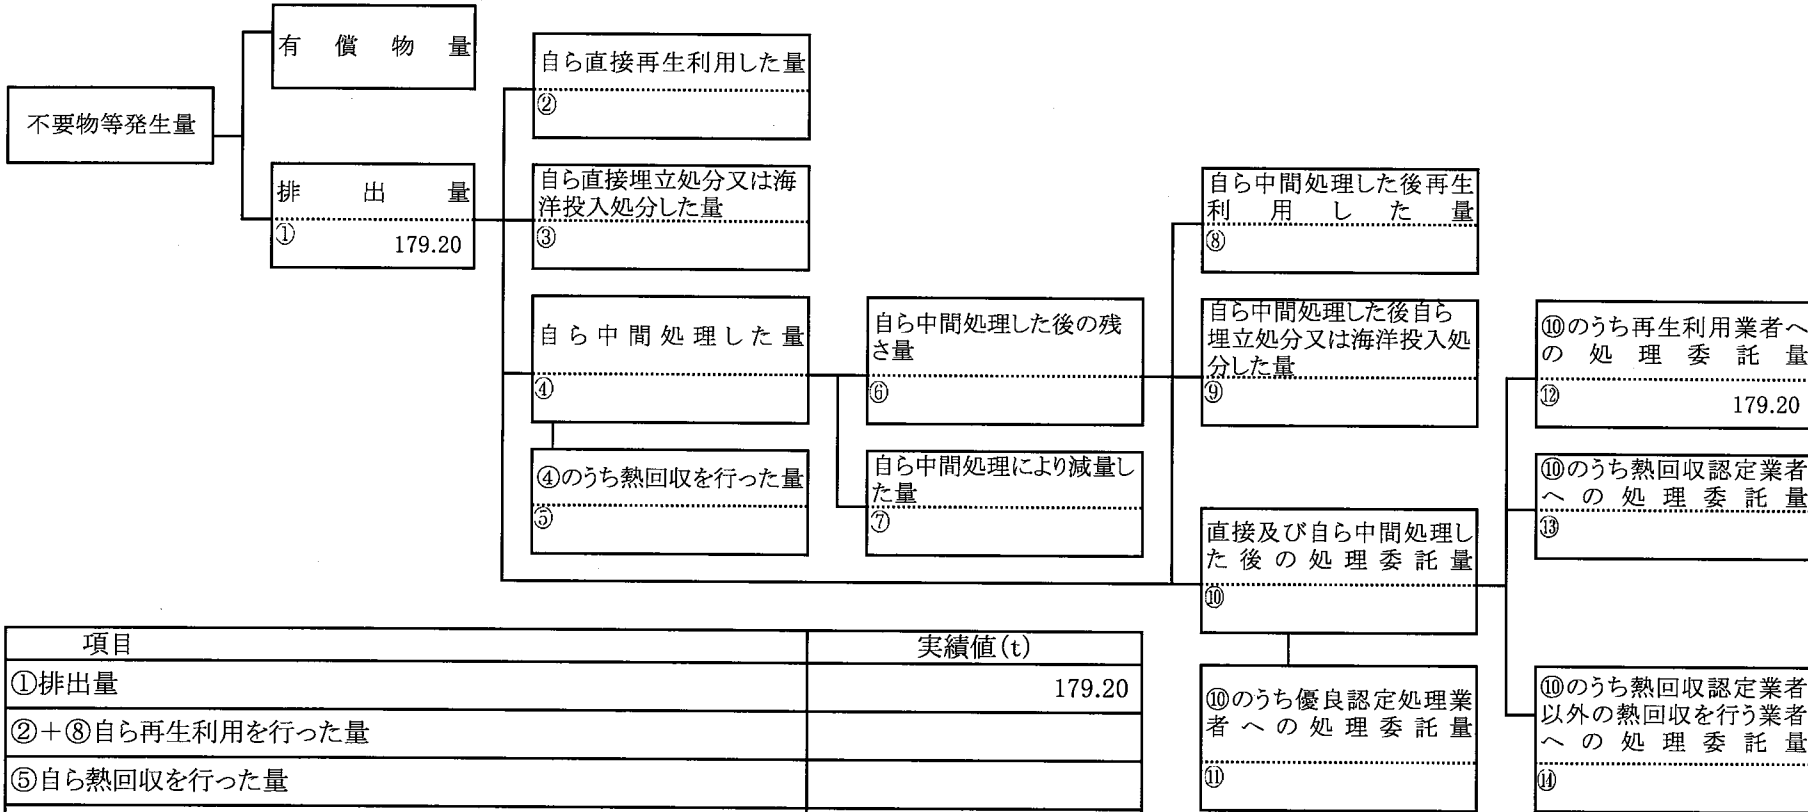 不要物等発生量
有償物量
排出量
①
179.20
自ら直接再生利用した量
②
自ら直接埋立処分又は海
洋投入処分した量
③
自ら中間処理した量
④
④のうち熱回収を行った量
⑤
自ら中間処理した後の残
さ量
⑥
自ら中間処理により減量し
た量
⑦
自ら中間処理した後再生
利用した量
⑧
自ら中間処理した後自ら
埋立処分又は海洋投入処
分した量
⑨
直接及び自ら中間処理し
た後の処理委託量
⑩
⑩のうち優良認定処理業
者への処理委託量
⑪
⑩のうち再生利用業者へ
の処理委託量
⑫
179.20
⑩のうち熱回収認定業者
への処理委託量
⑬
⑩のうち熱回収認定業者
以外の熱回収を行う業者
への処理委託量
⑭
項目 実績値(t)
①排出量 179.20
②+⑧自ら再生利用を行った量
⑤自ら熱回収を行った量